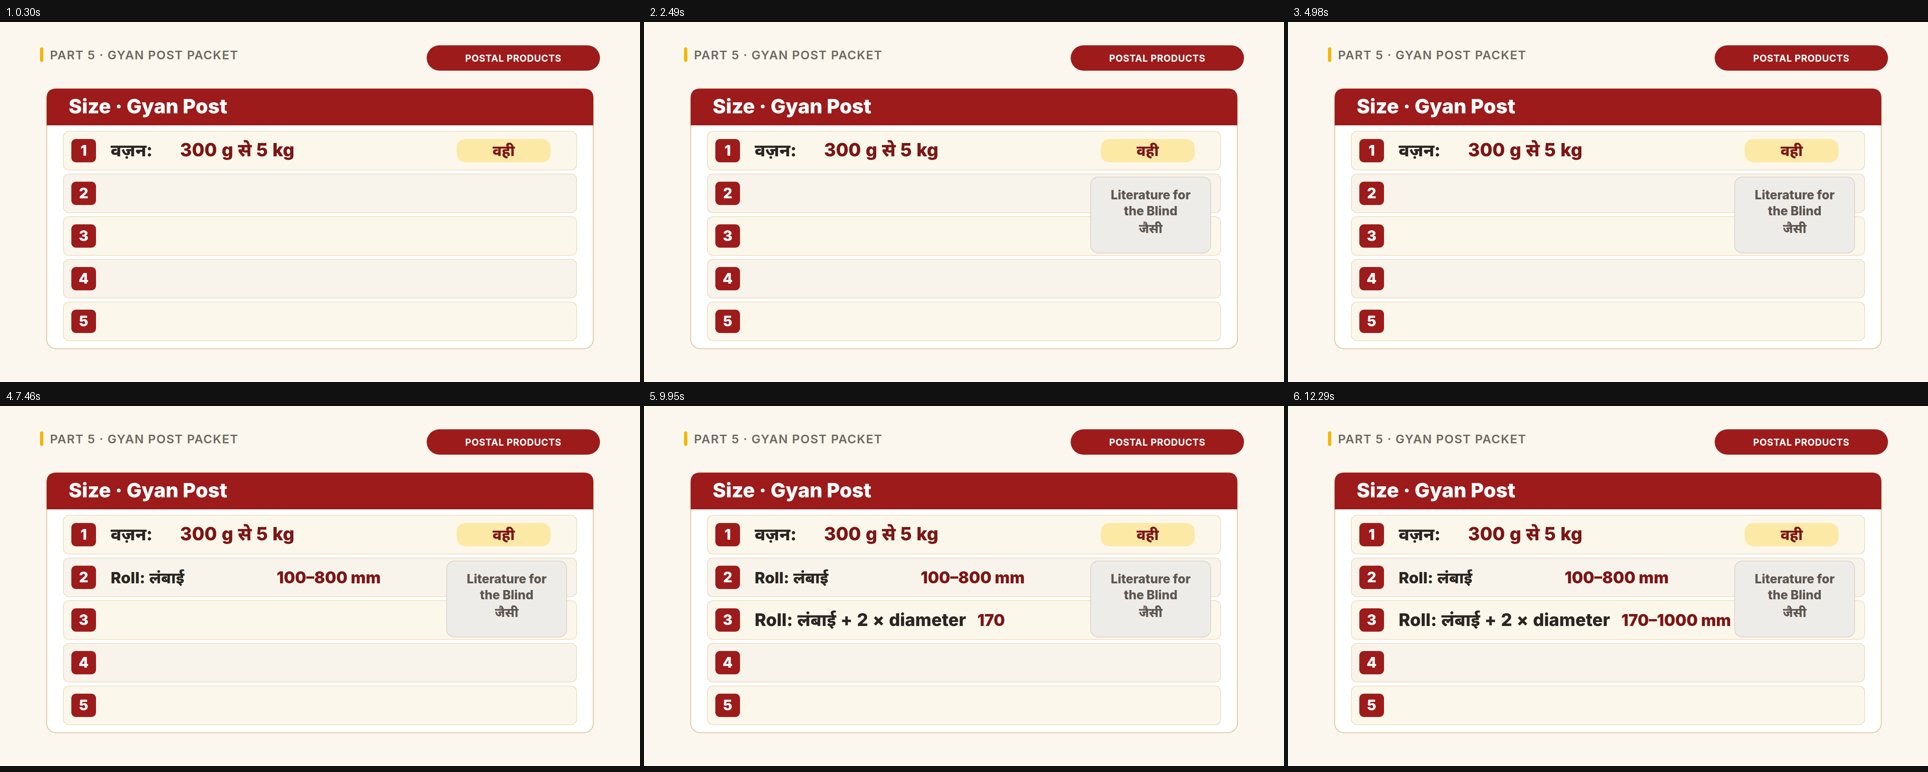 1. 0.30s
PART 5 · GYAN POST PACKET
POSTAL PRODUCTS
Size · Gyan Post
1 वज़न: 300 g से 5 kg वही
2
3
4
5
2. 2.49s
PART 5 · GYAN POST PACKET
POSTAL PRODUCTS
Size · Gyan Post
1 वज़न: 300 g से 5 kg वही
2
Literature for
the Blind
जैसी
3
4
5
3. 4.98s
PART 5 · GYAN POST PACKET
POSTAL PRODUCTS
Size · Gyan Post
1 वज़न: 300 g से 5 kg वही
2
Literature for
the Blind
जैसी
3
4
5
4. 7.46s
PART 5 · GYAN POST PACKET
POSTAL PRODUCTS
Size · Gyan Post
1 वज़न: 300 g से 5 kg वही
2 Roll: लंबाई 100–800 mm
Literature for
the Blind
जैसी
3
4
5
5. 9.95s
PART 5 · GYAN POST PACKET
POSTAL PRODUCTS
Size · Gyan Post
1 वज़न: 300 g से 5 kg वही
2 Roll: लंबाई 100–800 mm
Literature for
the Blind
जैसी
3 Roll: लंबाई + 2 × diameter 170
4
5
6. 12.29s
PART 5 · GYAN POST PACKET
POSTAL PRODUCTS
Size · Gyan Post
1 वज़न: 300 g से 5 kg वही
2 Roll: लंबाई 100–800 mm
Literature for
the Blind
जैसी
3 Roll: लंबाई + 2 × diameter 170–1000 mm
4
5